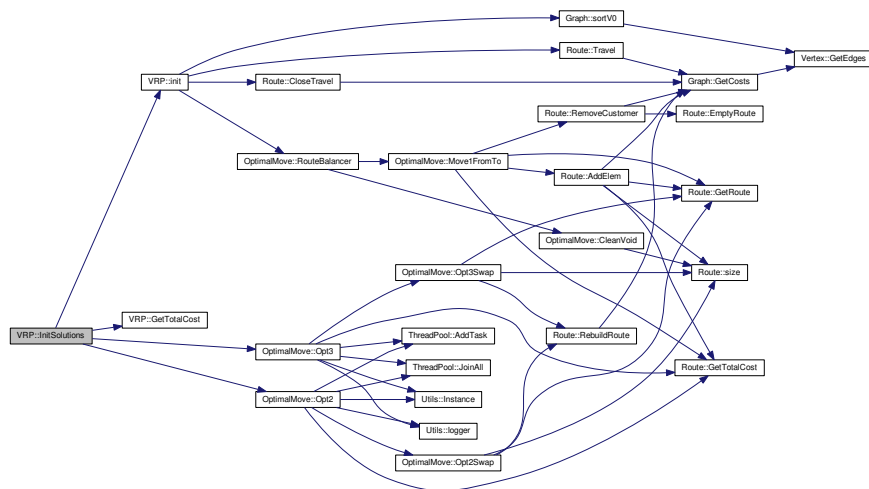 VRP::InitSolutions
VRP::init
VRP::GetTotalCost
OptimalMove::Opt3
OptimalMove::Opt2
Route::CloseTravel
OptimalMove::RouteBalancer
Graph::sortV0
Route::Travel
Graph::GetCosts
Vertex::GetEdges
Route::RemoveCustomer
Route::EmptyRoute
OptimalMove::Move1FromTo
Route::AddElem
Route::GetRoute
OptimalMove::CleanVoid
OptimalMove::Opt3Swap
Route::size
ThreadPool::AddTask
Route::RebuildRoute
ThreadPool::JoinAll
Route::GetTotalCost
Utils::Instance
Utils::logger
OptimalMove::Opt2Swap